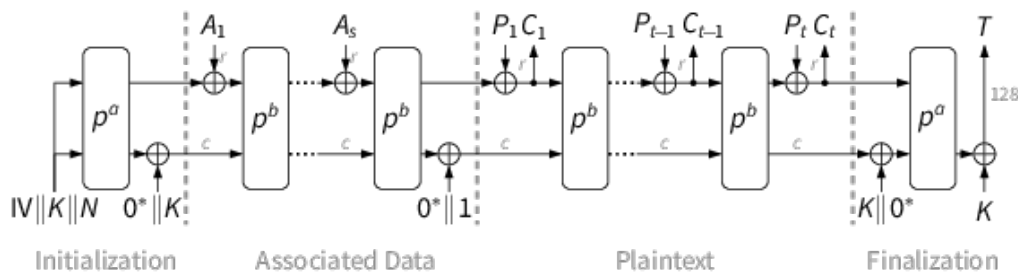 A₁ Aₛ P₁ C₁ Pₜ₋₁ Cₜ₋₁ Pₜ Cₜ T
r r r r r
128
pᵃ pᵇ pᵇ pᵇ pᵇ pᵃ
c c c c c
IV‖K‖N 0*‖K 0*‖1 K‖0* K
Initialization Associated Data Plaintext Finalization